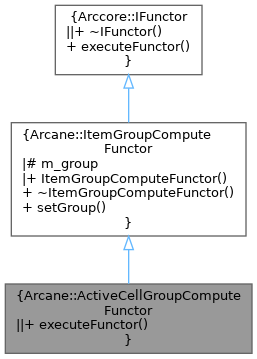 {Arccore::IFunctor
||+ ~IFunctor()
+ executeFunctor()
}
{Arcane::ItemGroupCompute
Functor
|# m_group
|+ ItemGroupComputeFunctor()
+ ~ItemGroupComputeFunctor()
+ setGroup()
}
{Arcane::ActiveCellGroupCompute
Functor
||+ executeFunctor()
}